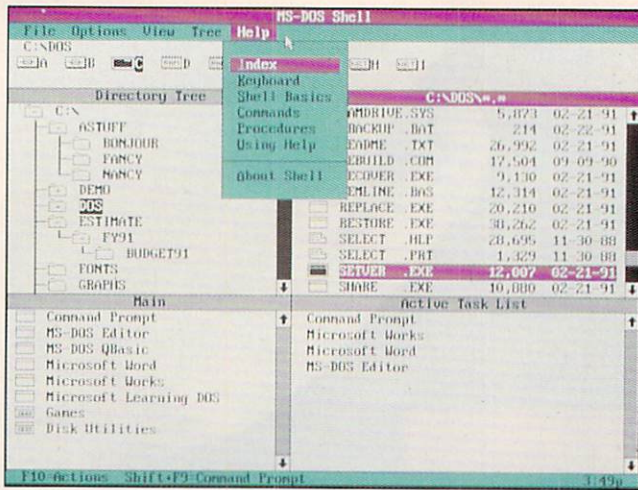 MS-DOS Shell
File Options View Tree Help
C:\DOS
A B C D H I
Index
Keyboard
Shell Basics
Commands
Procedures
Using Help
About Shell
Directory Tree
C:\
ASTUFF
BONJOUR
FANCY
NANCY
DEMO
DOS
ESTIMATE
FY91
BUDGET91
FONTS
GRAPHS
C:\DOS\*.*
AMDRIVE.SYS 5,873 02-21-91
BACKUP .BAT 214 02-22-91
EADME .TXT 26,992 02-21-91
EBUILD .COM 17,504 09-09-90
ECOVER .EXE 9,130 02-21-91
EMLINE .BAS 12,314 02-21-91
REPLACE .EXE 20,210 02-21-91
RESTORE .EXE 38,262 02-21-91
SELECT .HLP 28,695 11-30-88
SELECT .PRT 1,329 11-30-88
SETVER .EXE 12,007 02-21-91
SHARE .EXE 10,880 02-21-91
Main
Command Prompt
MS-DOS Editor
MS-DOS QBasic
Microsoft Word
Microsoft Works
Microsoft Learning DOS
Games
Disk Utilities
Active Task List
Command Prompt
Microsoft Works
Microsoft Word
MS-DOS Editor
F10=Actions Shift+F9=Command Prompt 3:49p